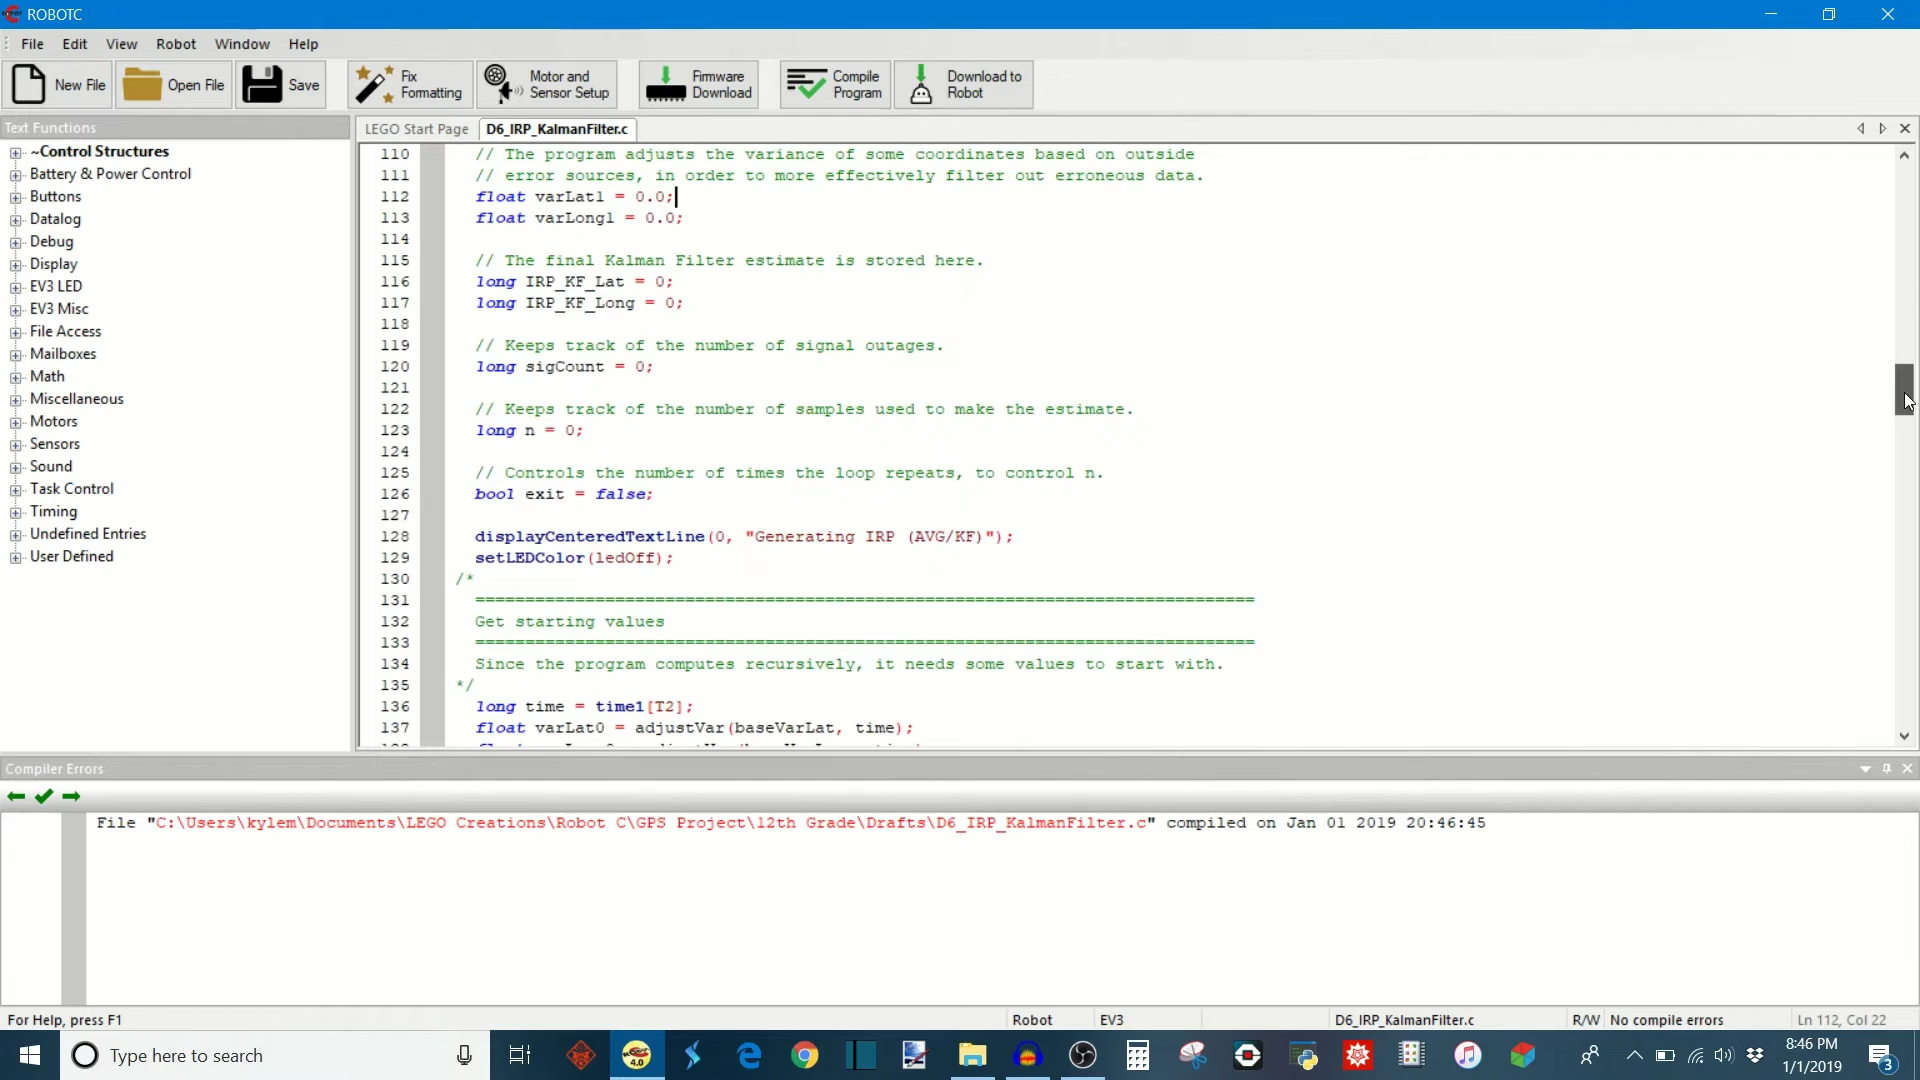 ROBOTC
File Edit View Robot Window Help
New File Open File Save Fix Formatting Motor and Sensor Setup Firmware Download Compile Program Download to Robot
Text Functions
~Control Structures
Battery & Power Control
Buttons
Datalog
Debug
Display
EV3 LED
EV3 Misc
File Access
Mailboxes
Math
Miscellaneous
Motors
Sensors
Sound
Task Control
Timing
Undefined Entries
User Defined
LEGO Start Page D6_IRP_KalmanFilter.c
110 // The program adjusts the variance of some coordinates based on outside
111 // error sources, in order to more effectively filter out erroneous data.
112 float varLat1 = 0.0;
113 float varLong1 = 0.0;
114
115 // The final Kalman Filter estimate is stored here.
116 long IRP_KF_Lat = 0;
117 long IRP_KF_Long = 0;
118
119 // Keeps track of the number of signal outages.
120 long sigCount = 0;
121
122 // Keeps track of the number of samples used to make the estimate.
123 long n = 0;
124
125 // Controls the number of times the loop repeats, to control n.
126 bool exit = false;
127
128 displayCenteredTextLine(0, "Generating IRP (AVG/KF)");
129 setLEDColor(ledOff);
130 /*
131 ==============================================================================
132 Get starting values
133 ==============================================================================
134 Since the program computes recursively, it needs some values to start with.
135 */
136 long time = time1[T2];
137 float varLat0 = adjustVar(baseVarLat, time);
Compiler Errors
File "C:\Users\kylem\Documents\LEGO Creations\Robot C\GPS Project\12th Grade\Drafts\D6_IRP_KalmanFilter.c" compiled on Jan 01 2019 20:46:45
For Help, press F1 Robot EV3 D6_IRP_KalmanFilter.c R/W No compile errors Ln 112, Col 22
Type here to search
4.0
8:46 PM
1/1/2019
3